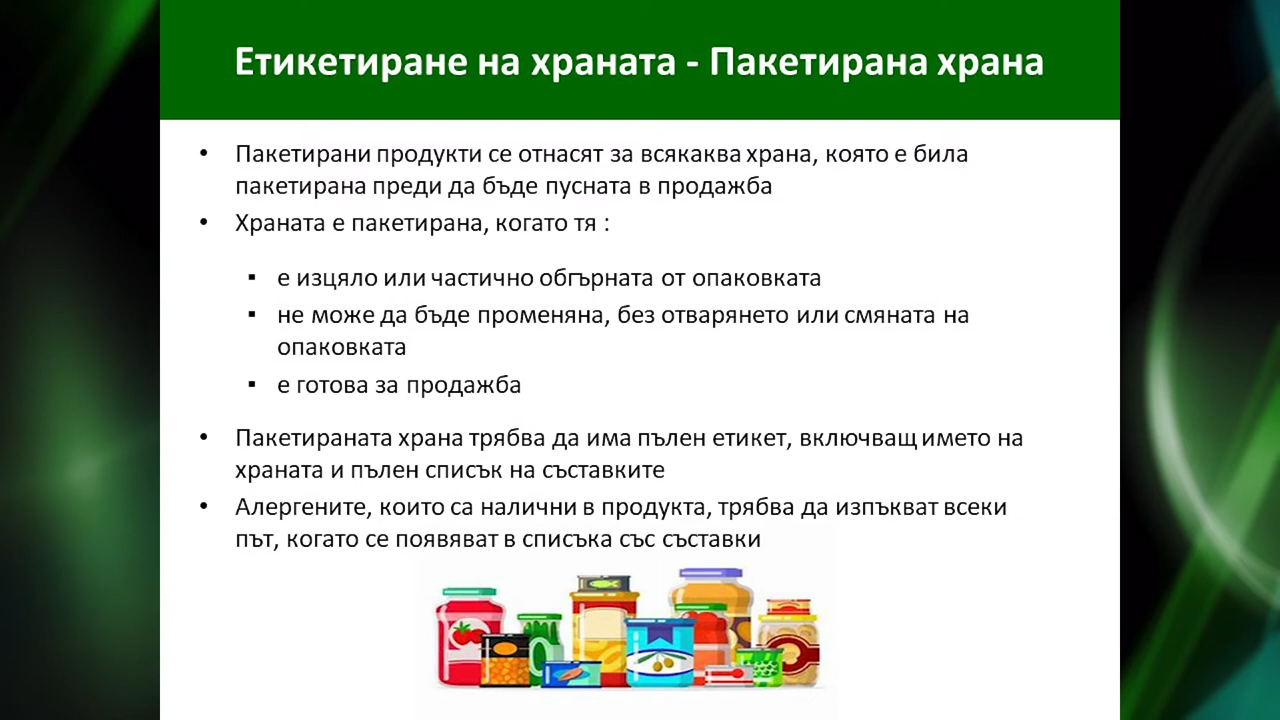 Етикетиране на храната - Пакетирана храна
• Пакетирани продукти се отнасят за всякаква храна, която е била
пакетирана преди да бъде пусната в продажба
• Храната е пакетирана, когато тя :
▪ е изцяло или частично обгърната от опаковката
▪ не може да бъде променяна, без отварянето или смяната на
опаковката
▪ е готова за продажба
• Пакетираната храна трябва да има пълен етикет, включващ името на
храната и пълен списък на съставките
• Алергените, които са налични в продукта, трябва да изпъкват всеки
път, когато се появяват в списъка със съставки